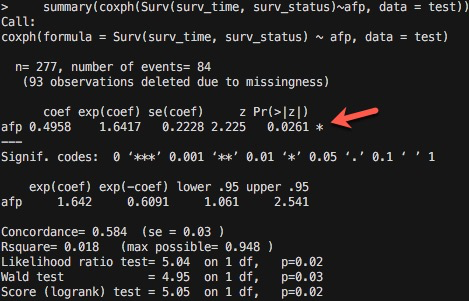 >     summary(coxph(Surv(surv_time, surv_status)~afp, data = test))
Call:
coxph(formula = Surv(surv_time, surv_status) ~ afp, data = test)
  n= 277, number of events= 84
   (93 observations deleted due to missingness)
      coef exp(coef) se(coef)     z Pr(>|z|)
afp 0.4958    1.6417   0.2228 2.225   0.0261 *
---
Signif. codes:  0 ‘***’ 0.001 ‘**’ 0.01 ‘*’ 0.05 ‘.’ 0.1 ‘ ’ 1
    exp(coef) exp(-coef) lower .95 upper .95
afp     1.642     0.6091     1.061     2.541
Concordance= 0.584  (se = 0.03 )
Rsquare= 0.018   (max possible= 0.948 )
Likelihood ratio test= 5.04  on 1 df,   p=0.02
Wald test            = 4.95  on 1 df,   p=0.03
Score (logrank) test = 5.05  on 1 df,   p=0.02